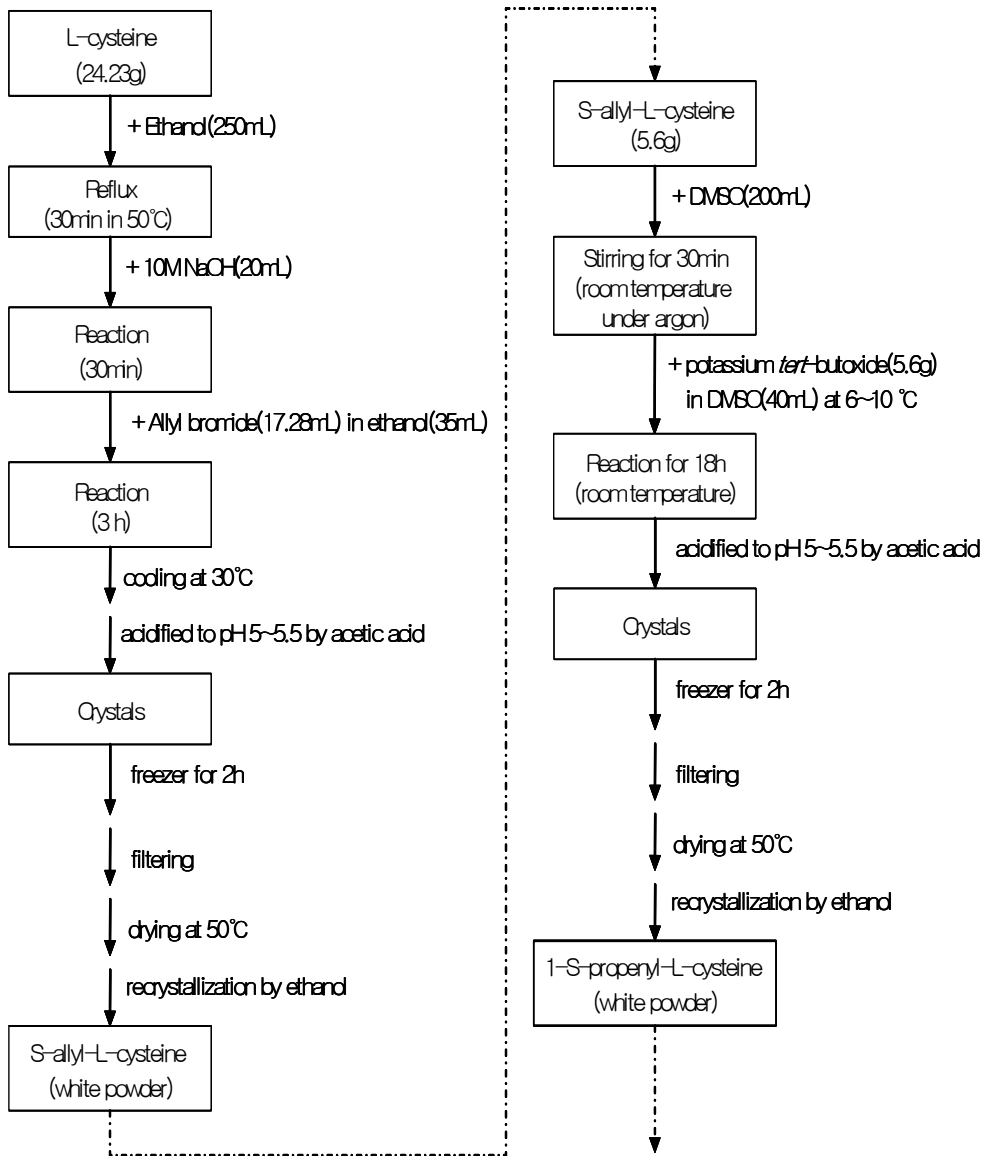 L-cysteine
(24.23g)
+ Ethanol(250mL)
Reflux
(30min in 50℃)
+ 10M NaOH(20mL)
Reaction
(30min)
+ Allyl bromide(17.28mL) in ethanol(35mL)
Reaction
(3 h)
cooling at 30℃
acidified to pH 5~5.5 by acetic acid
Crystals
freezer for 2h
filtering
drying at 50℃
recrystallization by ethanol
S-allyl-L-cysteine
(white powder)
S-allyl-L-cysteine
(5.6g)
+ DMSO(200mL)
Stirring for 30min
(room temperature
under argon)
+ potassium tert-butoxide(5.6g)
in DMSO(40mL) at 6~10 ℃
Reaction for 18h
(room temperature)
acidified to pH 5~5.5 by acetic acid
Crystals
freezer for 2h
filtering
drying at 50℃
recrystallization by ethanol
1-S-propenyl-L-cysteine
(white powder)